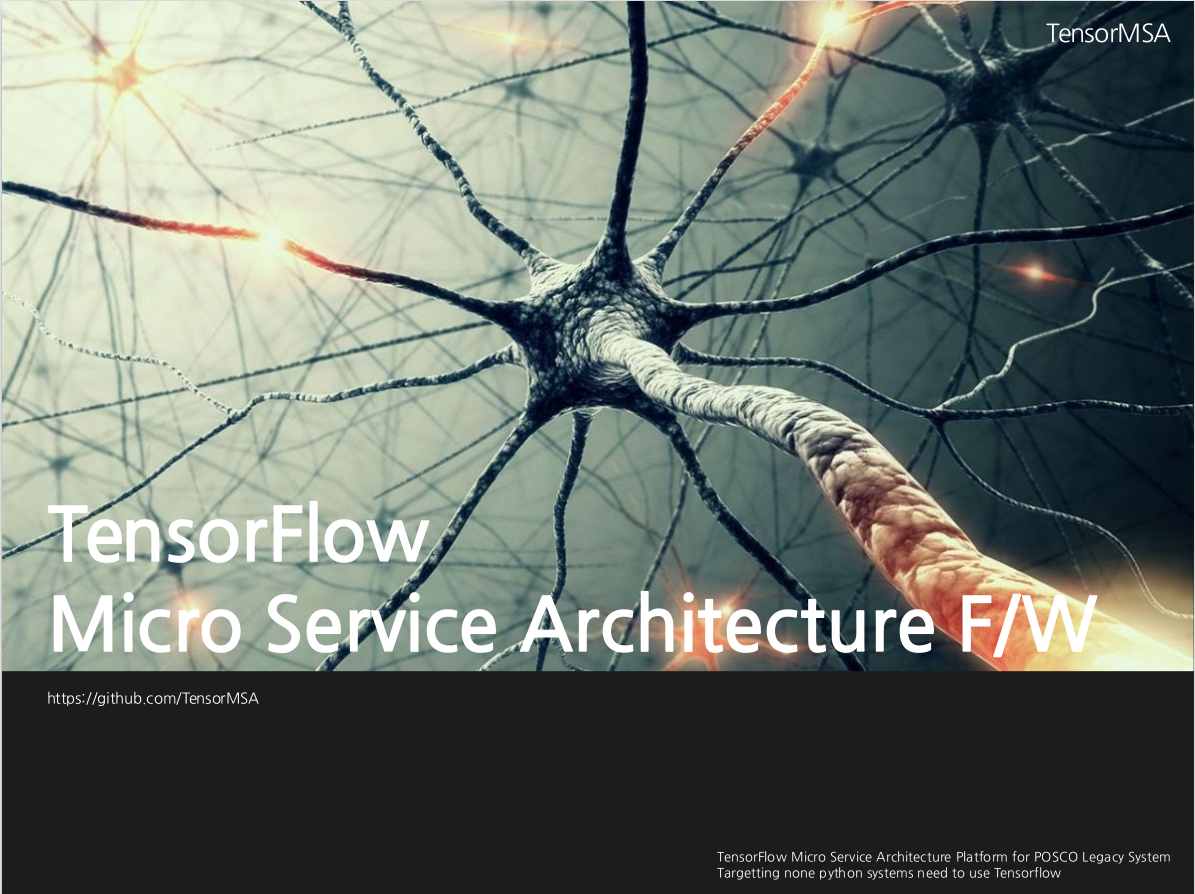 TensorMSA
TensorFlow
Micro Service Architecture F/W
https://github.com/TensorMSA
TensorFlow Micro Service Architecture Platform for POSCO Legacy System
Targetting none python systems need to use Tensorflow